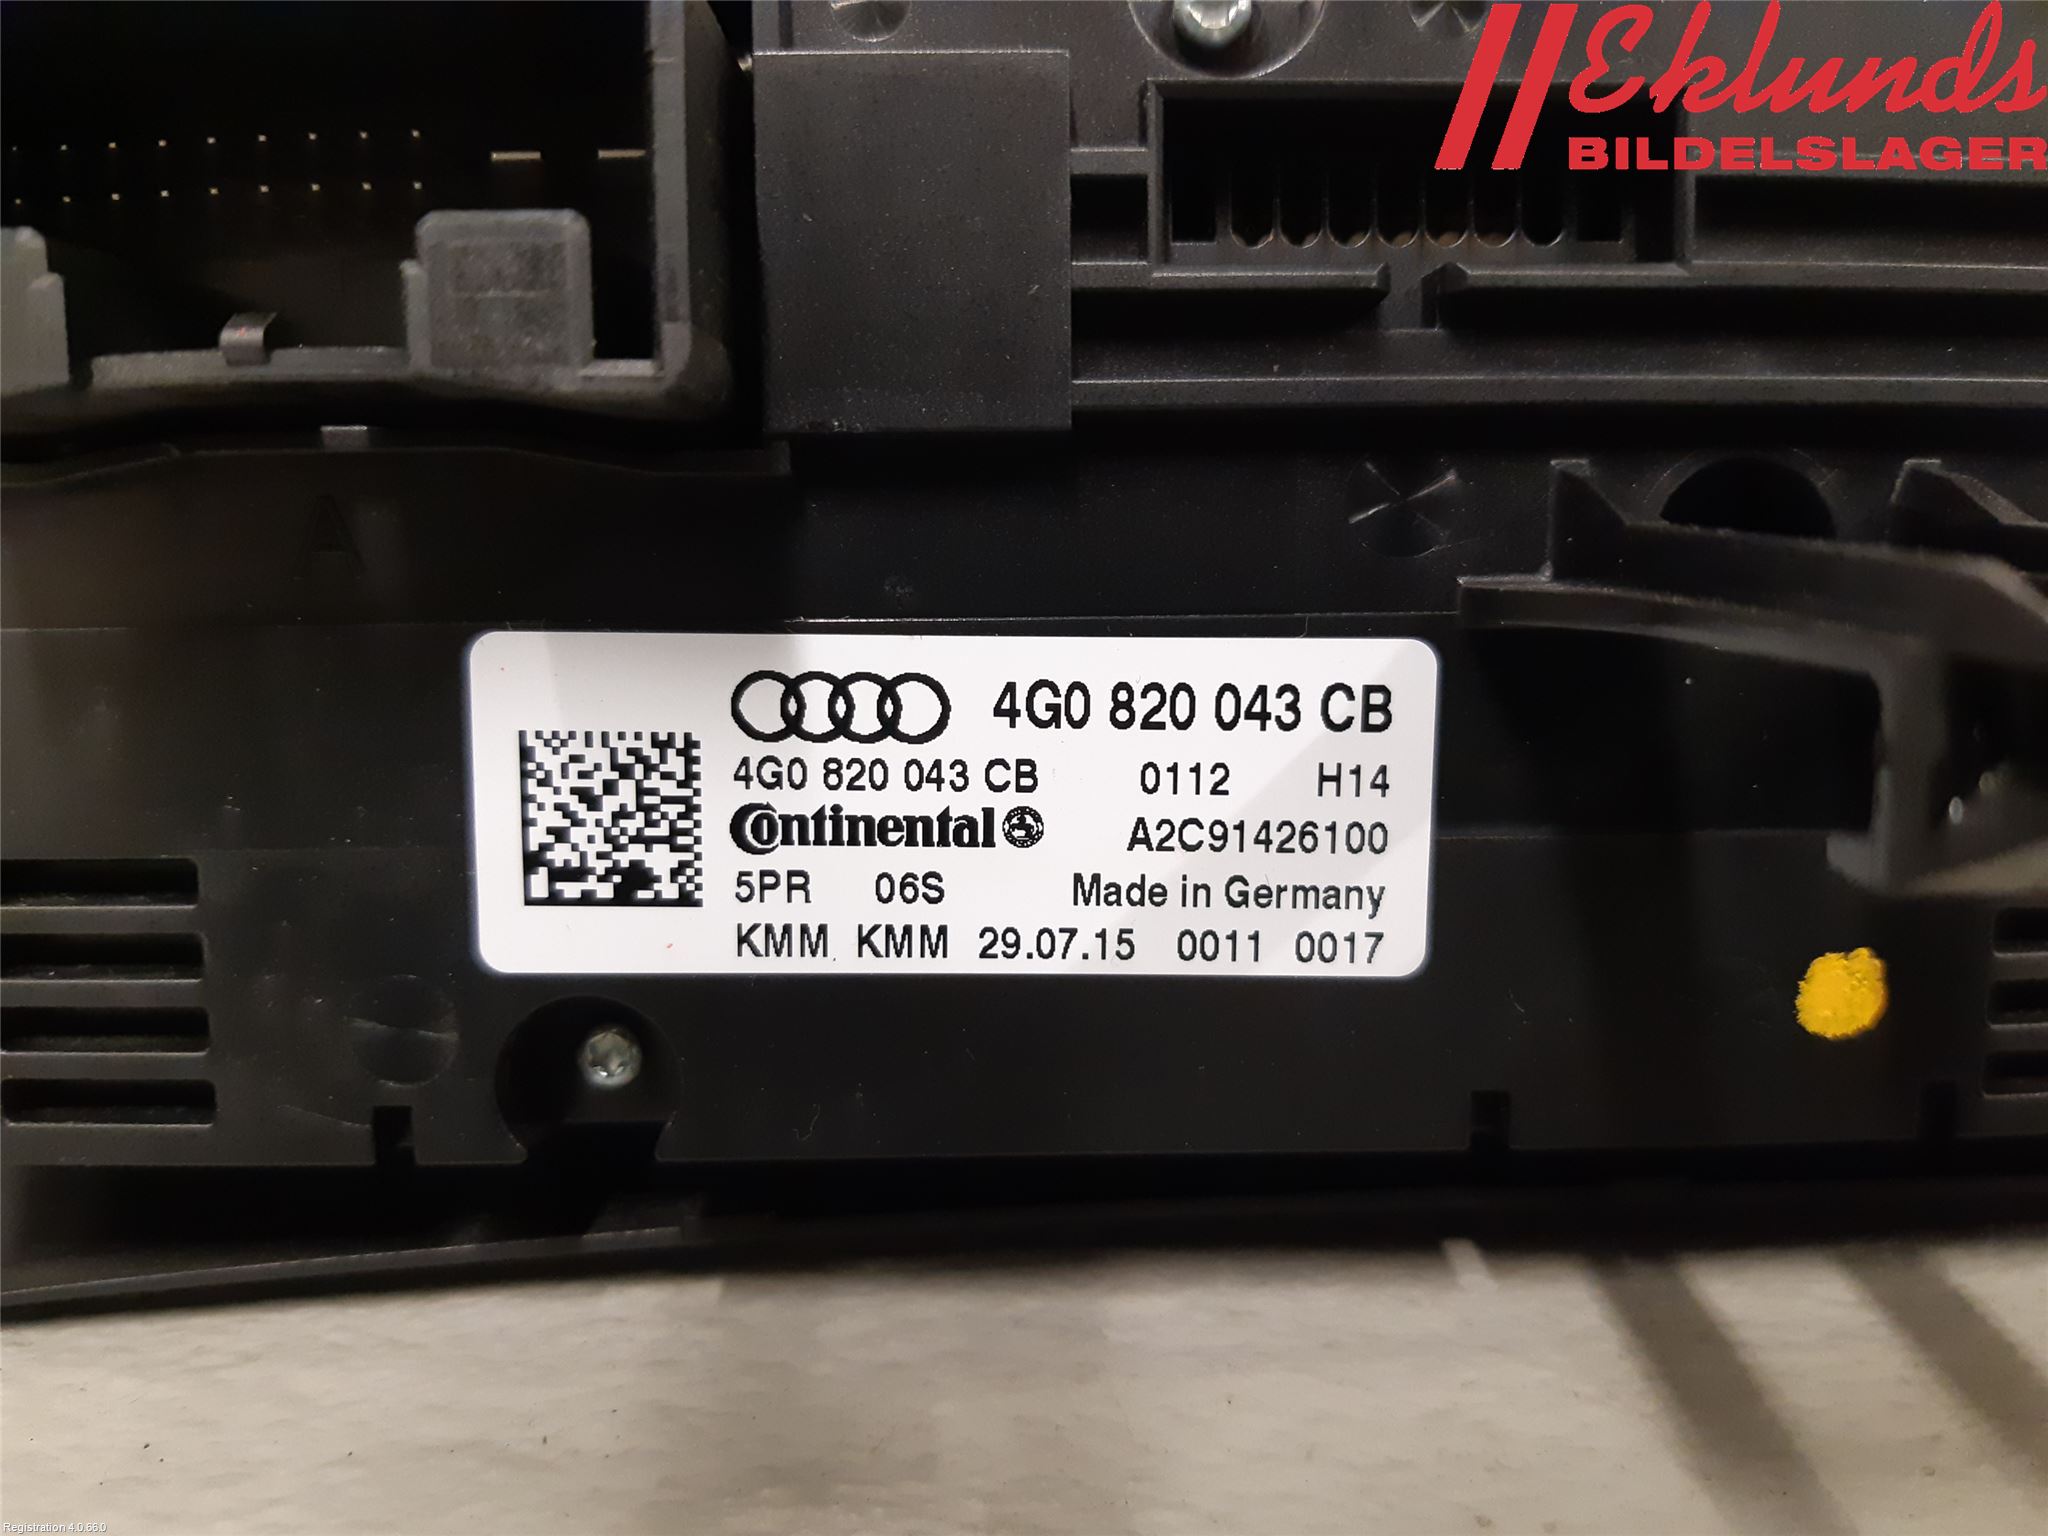 Eklunds
BILDELSLAGER
A
4G0 820 043 CB
4G0 820 043 CB 0112 H14
Continental A2C91426100
5PR 06S Made in Germany
KMM KMM 29.07.15 0011 0017
Registration 4.0.66.0